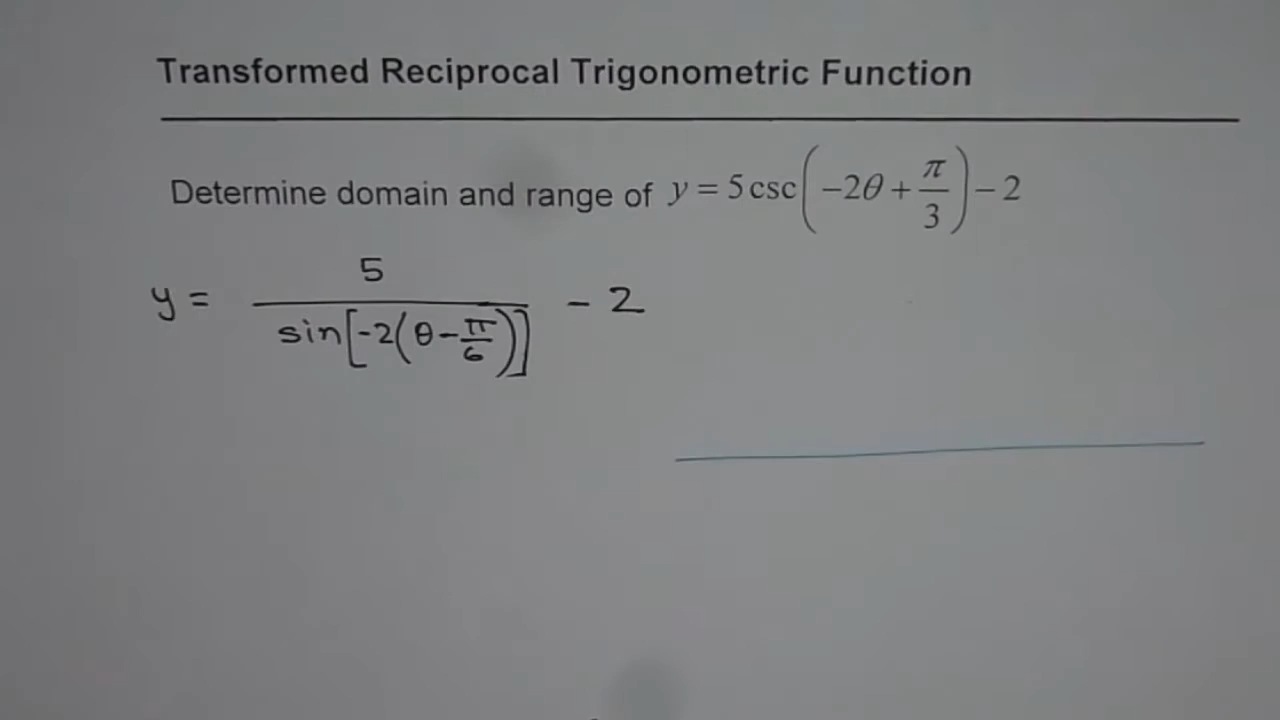 Transformed Reciprocal Trigonometric Function
Determine domain and range of y = 5 csc(−2θ + π/3) − 2
y = 5/sin[-2(θ-π/6)] - 2